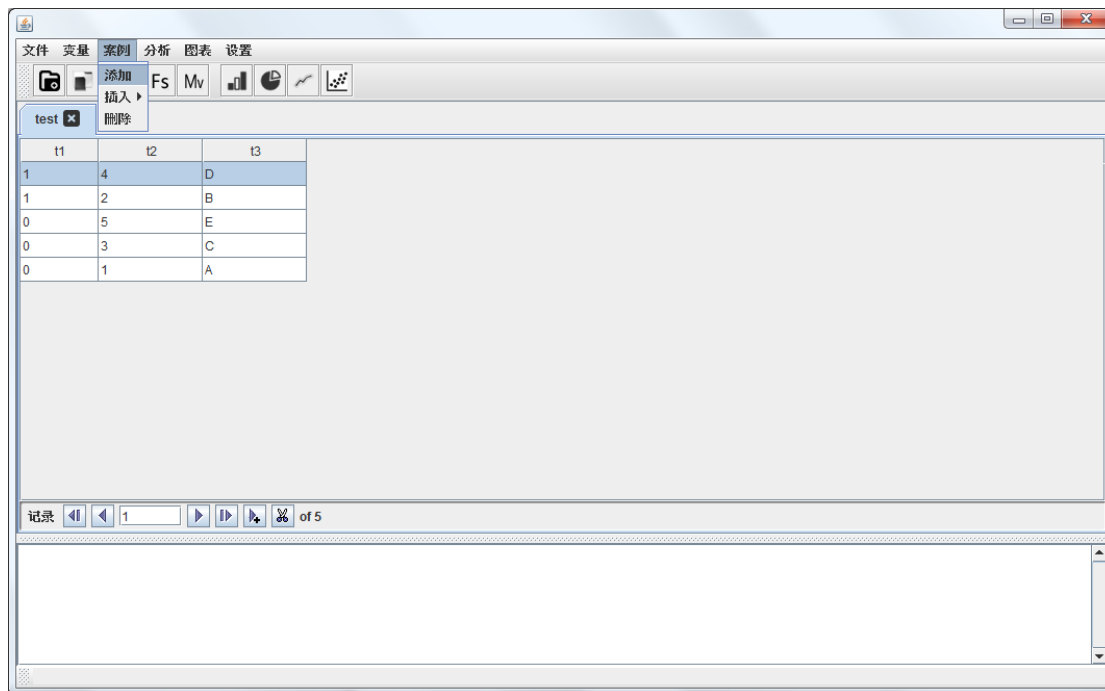 文件 变量 案例 分析 图表 设置
添加
Fs Mv
插入
test
删除
t1 t2 t3
1 4 D
1 2 B
0 5 E
0 3 C
0 1 A
记录 1 of 5